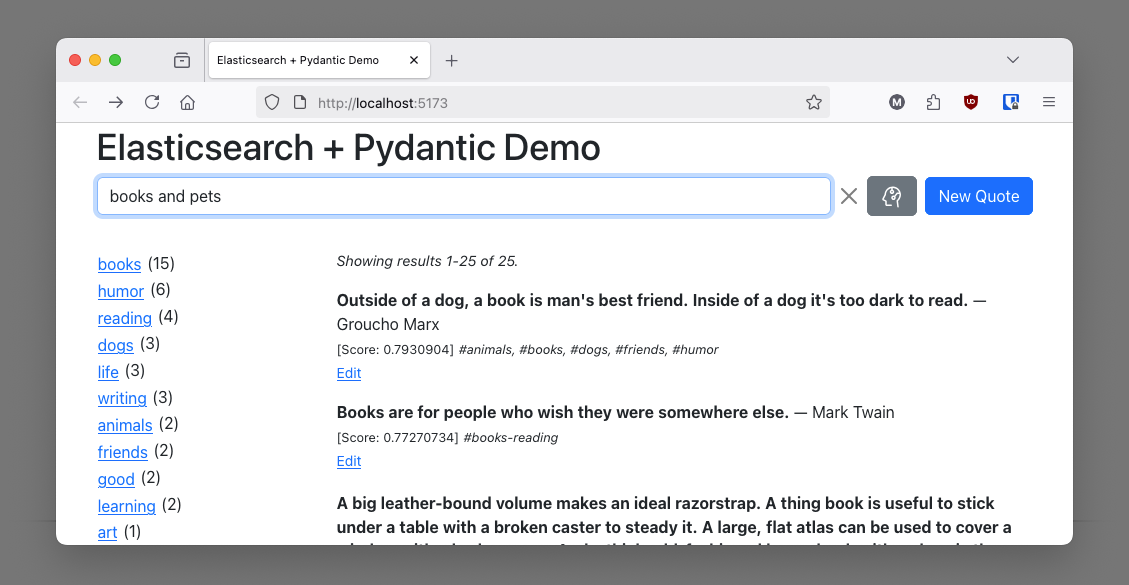 Elasticsearch + Pydantic Demo
http://localhost:5173
M
UD
Elasticsearch + Pydantic Demo
books and pets
New Quote
books (15)
humor (6)
reading (4)
dogs (3)
life (3)
writing (3)
animals (2)
friends (2)
good (2)
learning (2)
art (1)
Showing results 1-25 of 25.
Outside of a dog, a book is man's best friend. Inside of a dog it's too dark to read. —
Groucho Marx
[Score: 0.7930904] #animals, #books, #dogs, #friends, #humor
Edit
Books are for people who wish they were somewhere else. — Mark Twain
[Score: 0.77270734] #books-reading
Edit
A big leather-bound volume makes an ideal razorstrap. A thing book is useful to stick
under a table with a broken caster to steady it. A large, flat atlas can be used to cover a